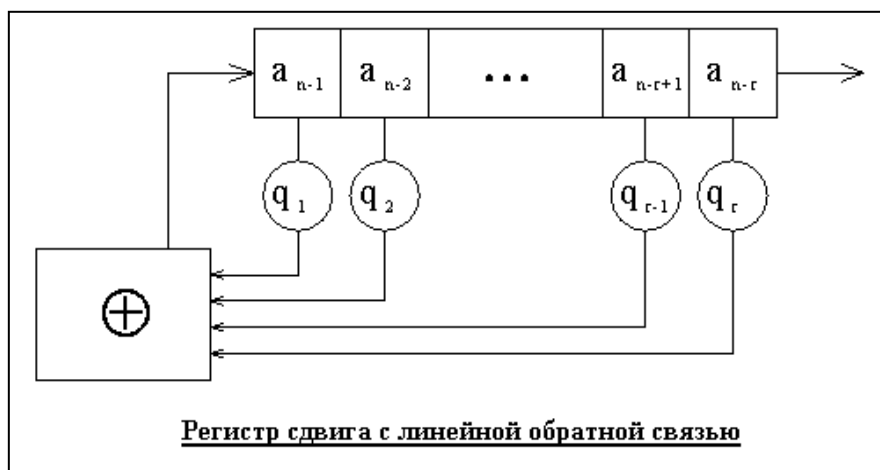 a n-1 a n-2 ... a n-r+1 a n-r
q 1 q 2 q r-1 q r
⊕
Регистр сдвига с линейной обратной связью